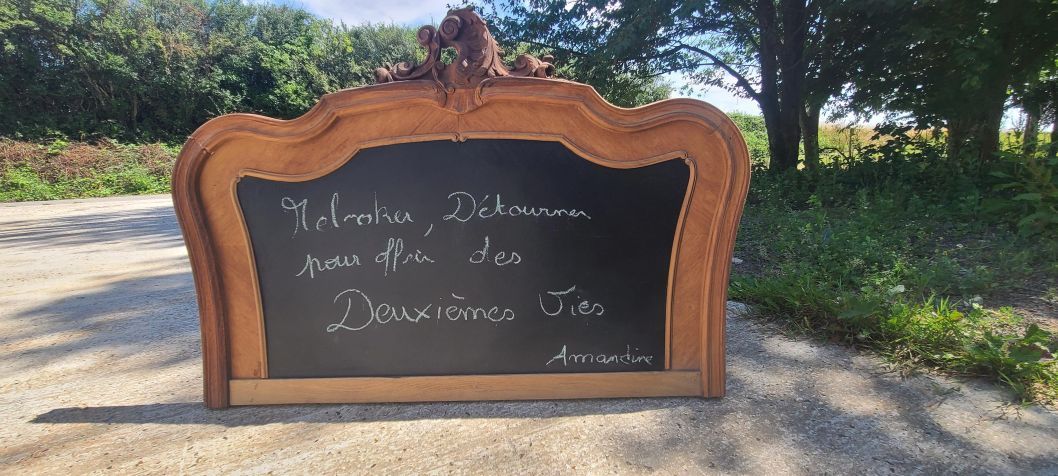 Relooker, Détourner
pour offrir des
Deuxièmes Vies
Amandine